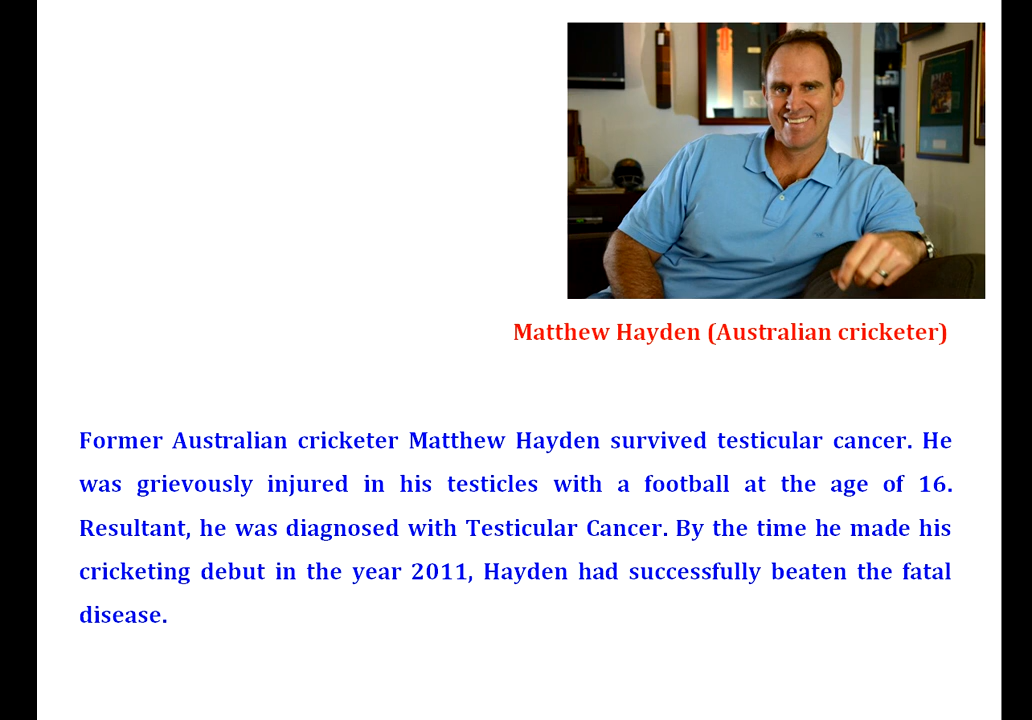 Matthew Hayden (Australian cricketer)
Former Australian cricketer Matthew Hayden survived testicular cancer. He
was grievously injured in his testicles with a football at the age of 16.
Resultant, he was diagnosed with Testicular Cancer. By the time he made his
cricketing debut in the year 2011, Hayden had successfully beaten the fatal
disease.